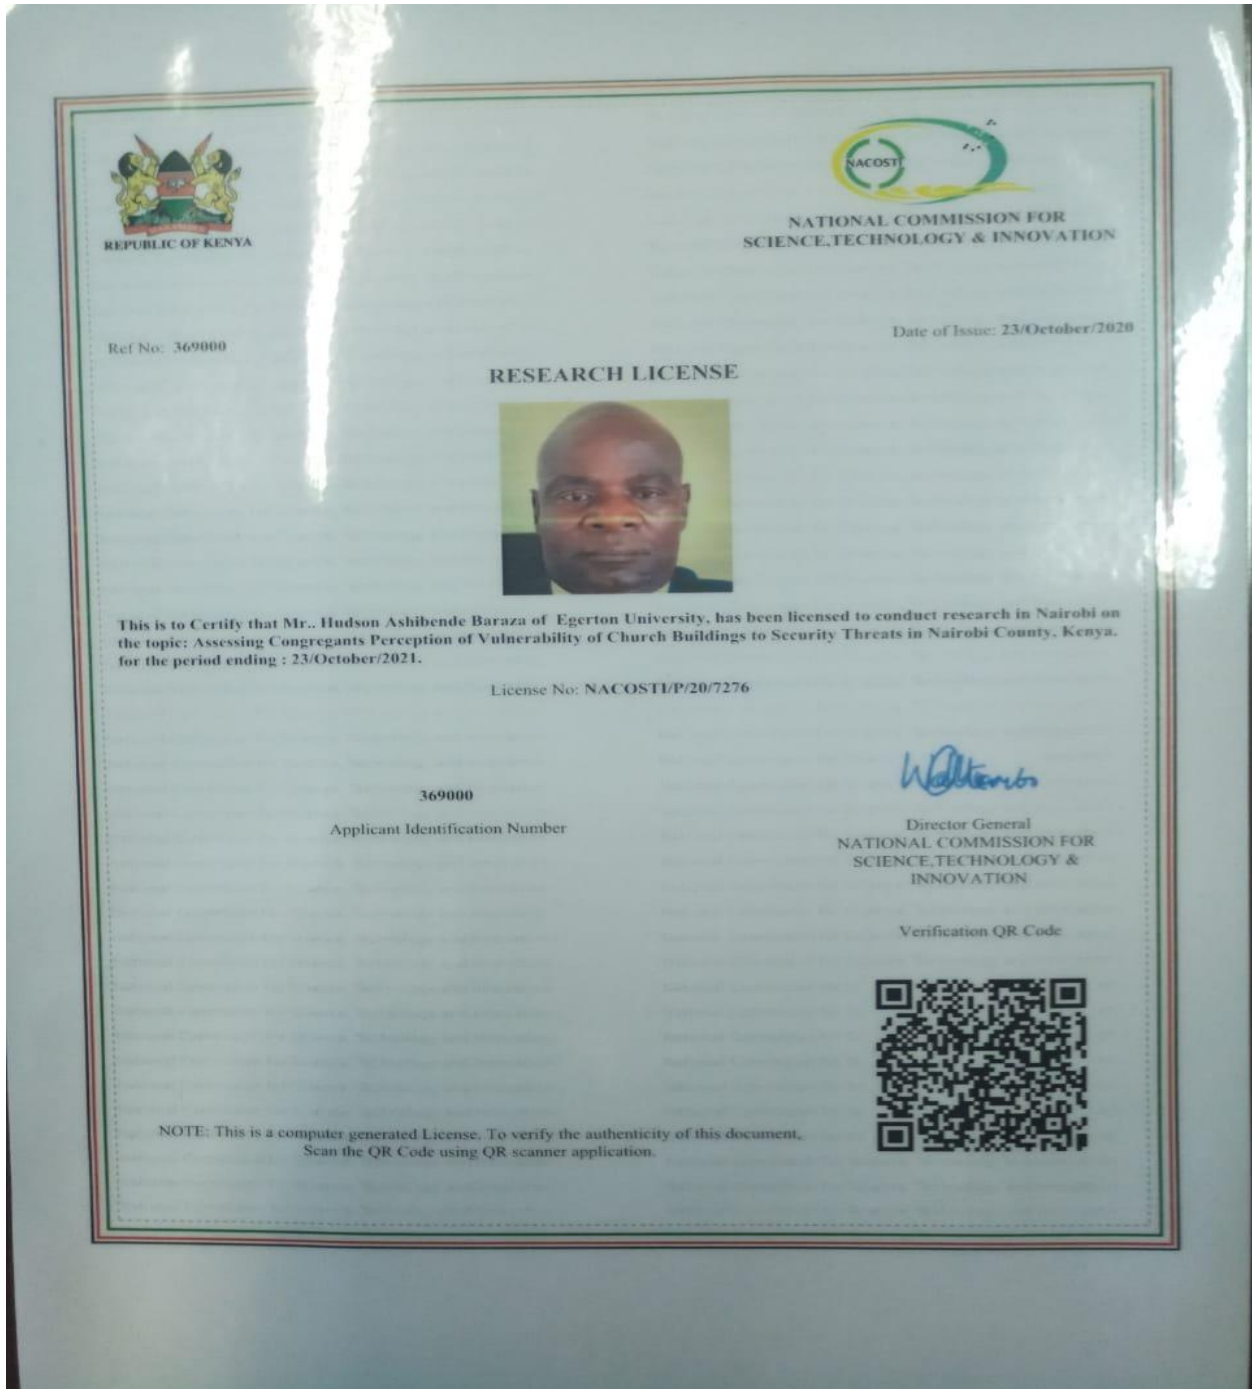 REPUBLIC OF KENYA
NACOSTI
NATIONAL COMMISSION FOR
SCIENCE,TECHNOLOGY & INNOVATION
Ref No: 369000
Date of Issue: 23/October/2020
RESEARCH LICENSE
This is to Certify that Mr.. Hudson Ashibende Baraza of Egerton University, has been licensed to conduct research in Nairobi on
the topic: Assessing Congregants Perception of Vulnerability of Church Buildings to Security Threats in Nairobi County, Kenya.
for the period ending : 23/October/2021.
License No: NACOSTI/P/20/7276
369000
Applicant Identification Number
Director General
NATIONAL COMMISSION FOR
SCIENCE,TECHNOLOGY &
INNOVATION
Verification QR Code
NOTE: This is a computer generated License. To verify the authenticity of this document,
Scan the QR Code using QR scanner application.